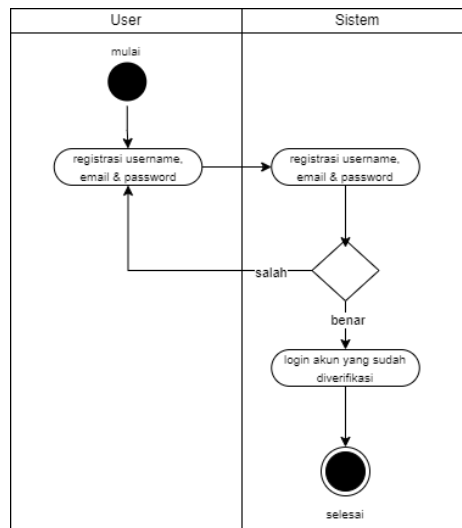 User
Sistem
mulai
registrasi username,
email & password
registrasi username,
email & password
salah
benar
login akun yang sudah
diverifikasi
selesai